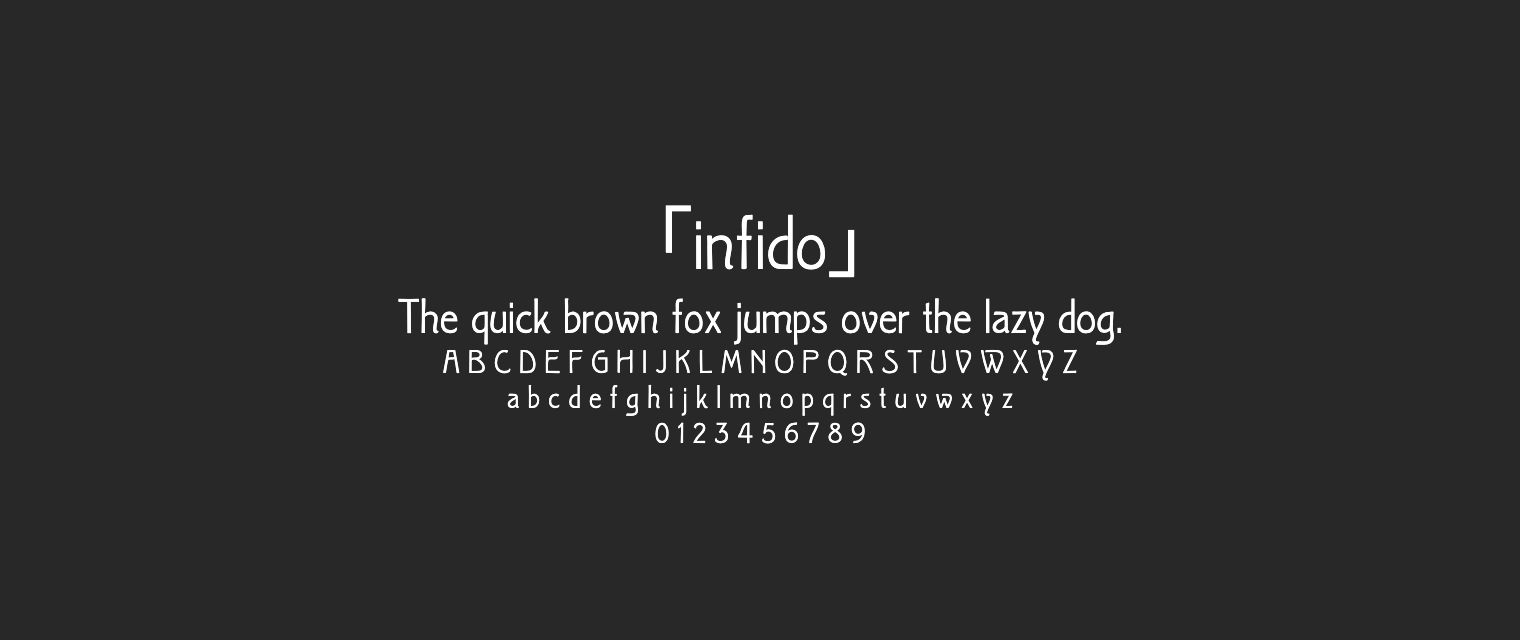 「infido」
The quick brown fox jumps over the lazy dog.
A B C D E F G H I J K L M N O P Q R S T U V W X Y Z
a b c d e f g h i j k l m n o p q r s t u v w x y z
0 1 2 3 4 5 6 7 8 9